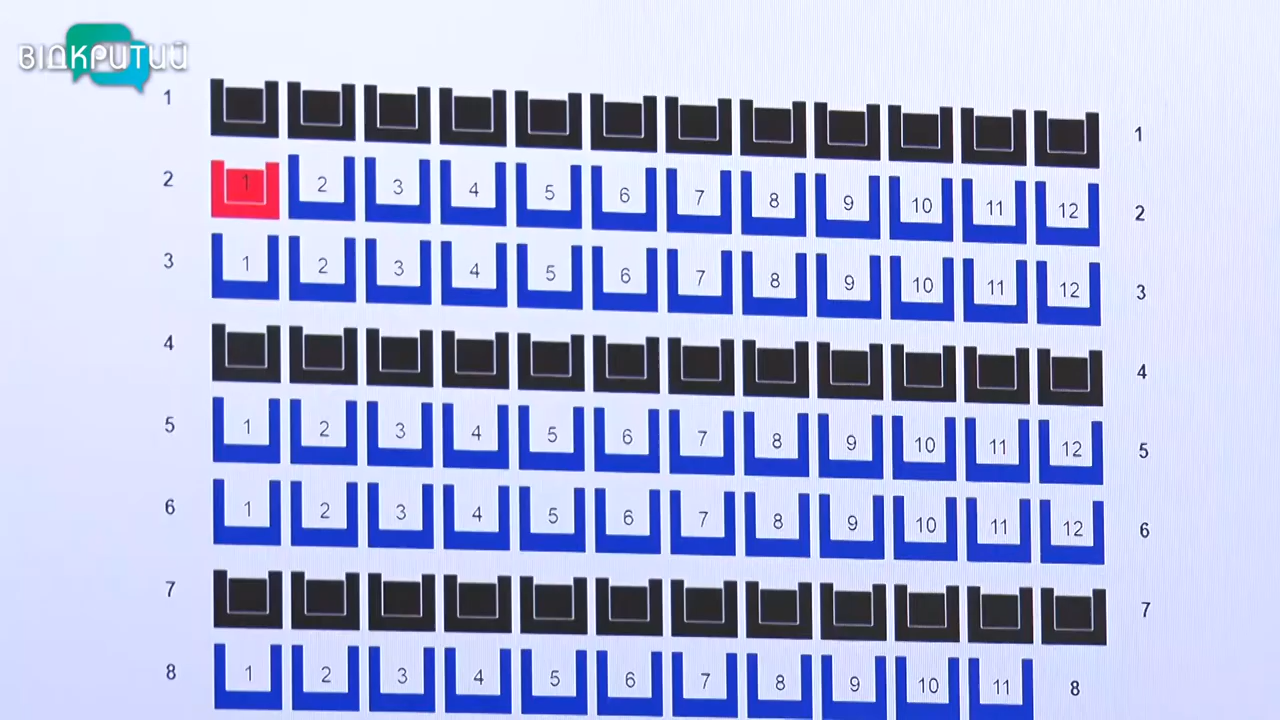 ВІДКРИТИЙ
1 1
2 1 2 3 4 5 6 7 8 9 10 11 12 2
3 1 2 3 4 5 6 7 8 9 10 11 12 3
4 4
5 1 2 3 4 5 6 7 8 9 10 11 12 5
6 1 2 3 4 5 6 7 8 9 10 11 12 6
7 7
8 1 2 3 4 5 6 7 8 9 10 11 8